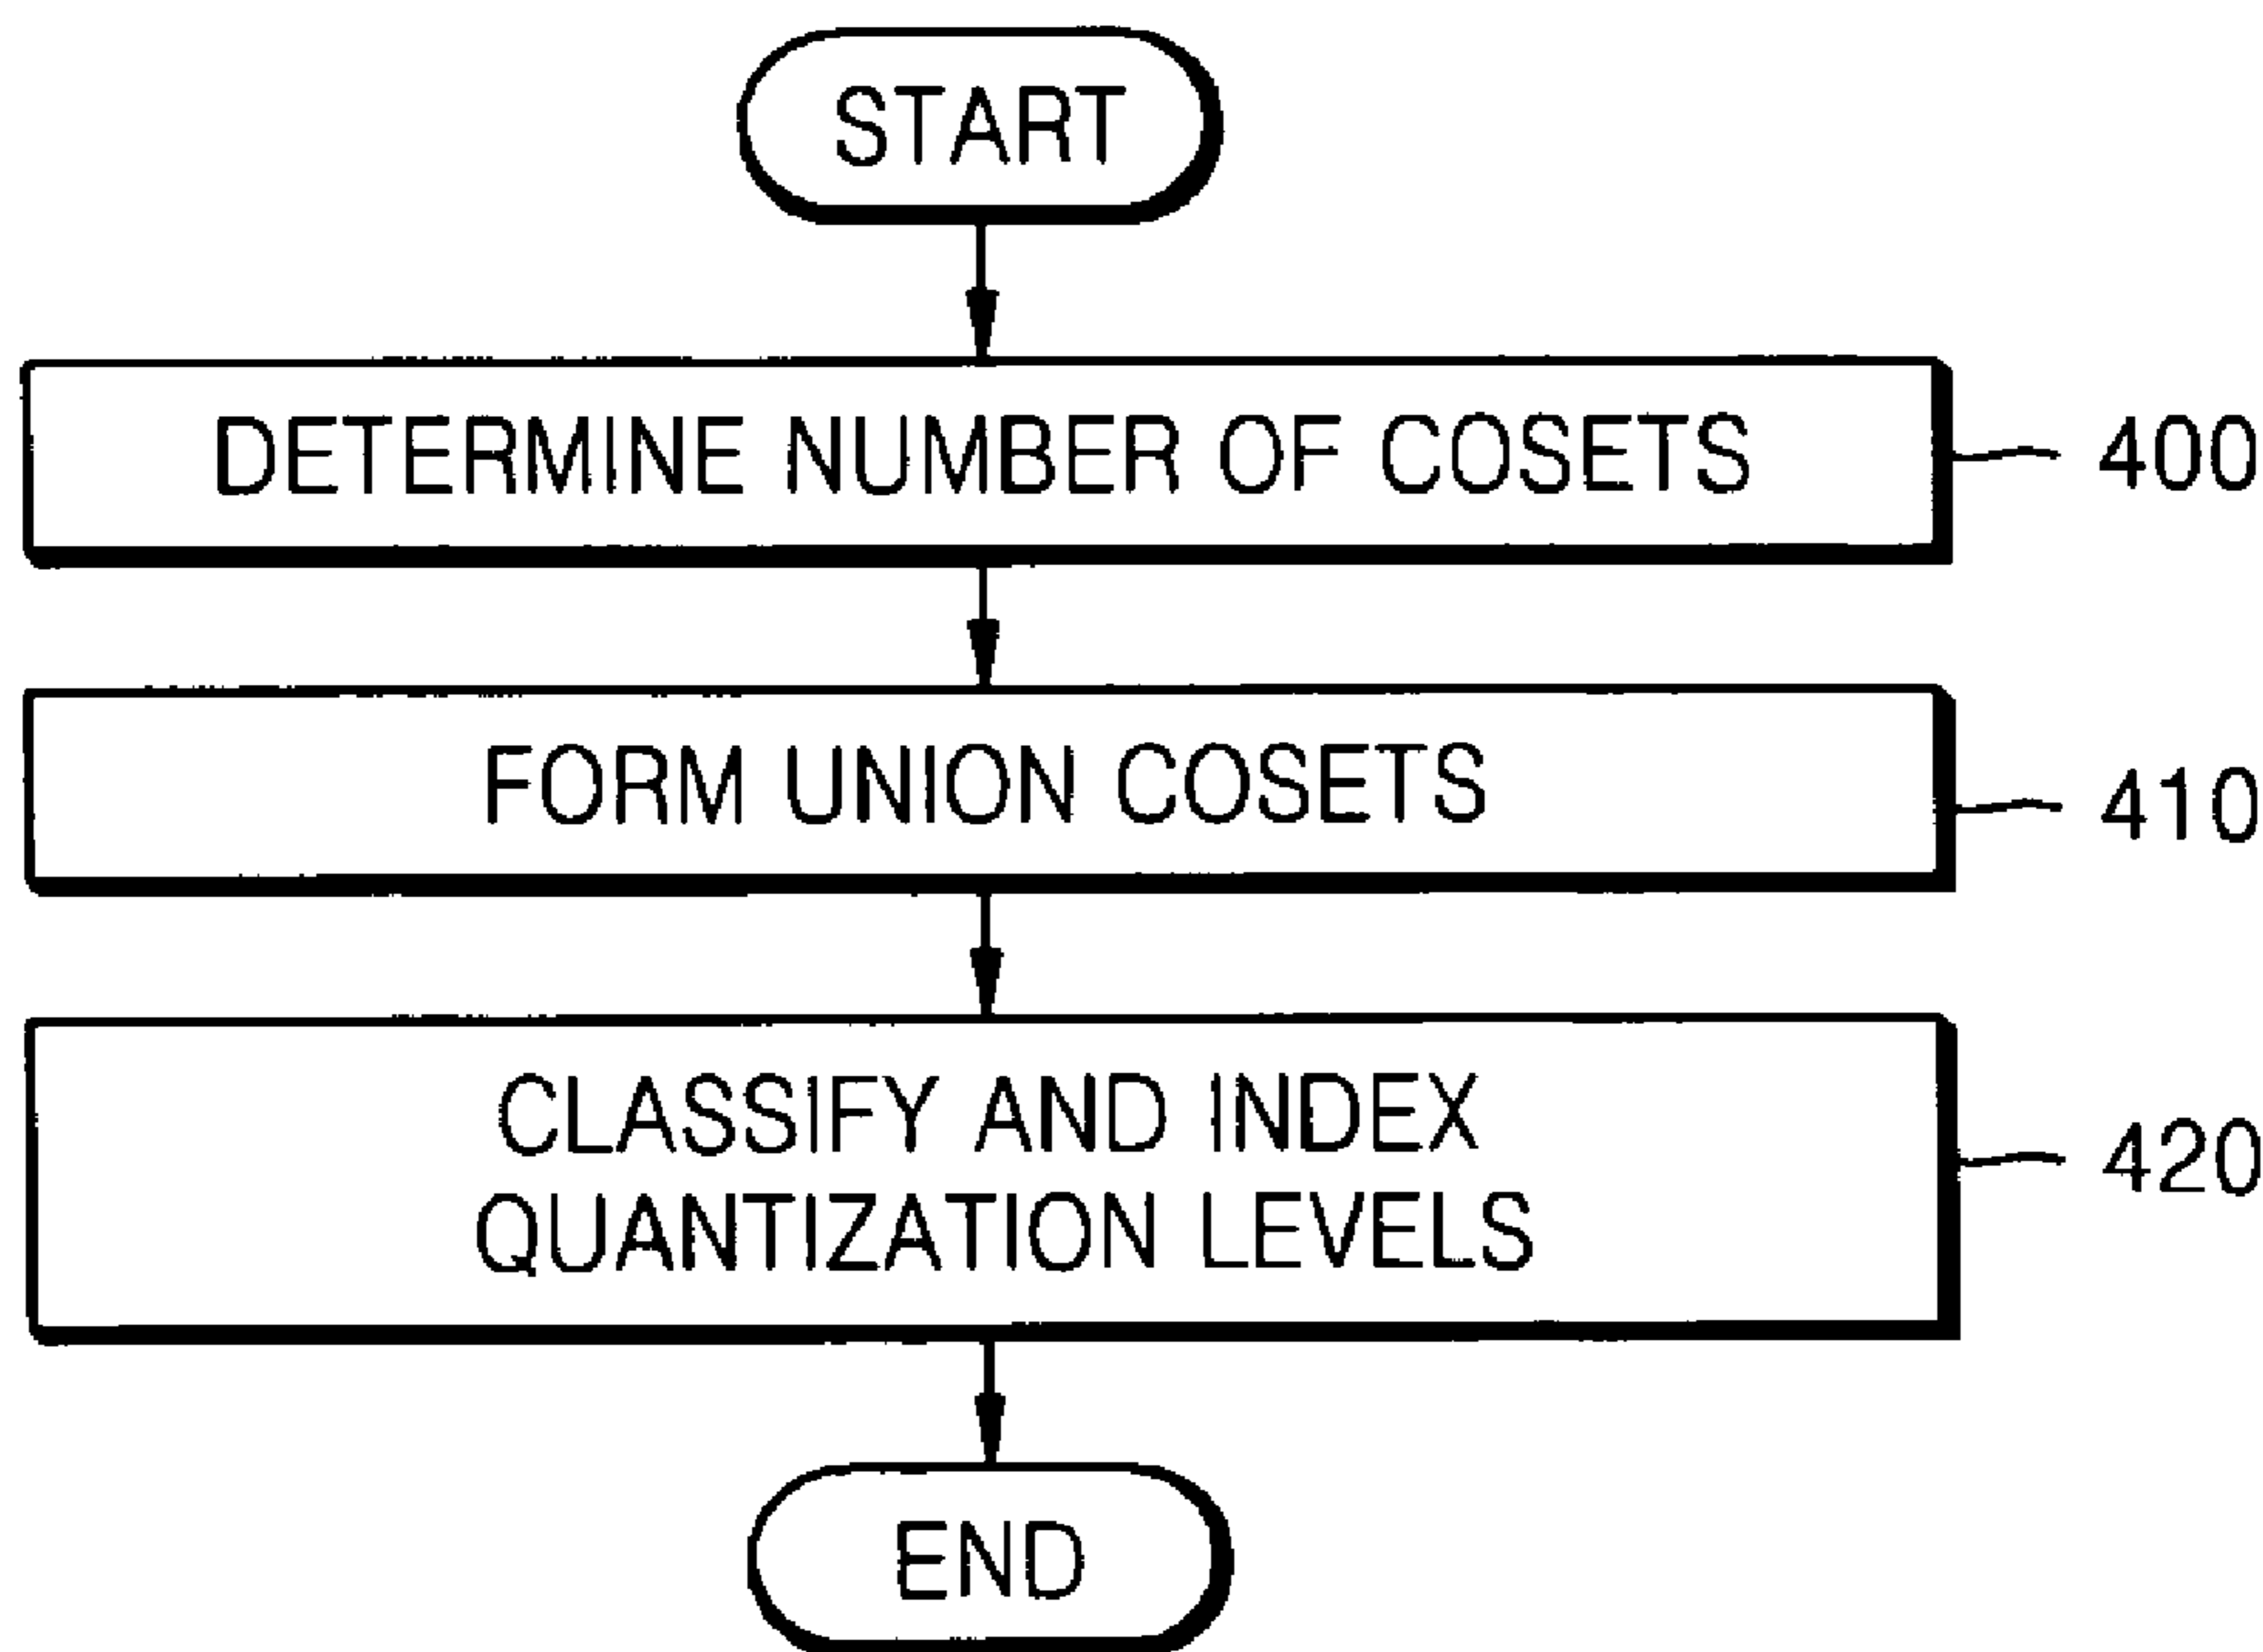 START
DETERMINE NUMBER OF COSETS
400
FORM UNION COSETS
410
CLASSIFY AND INDEX
QUANTIZATION LEVELS
420
END